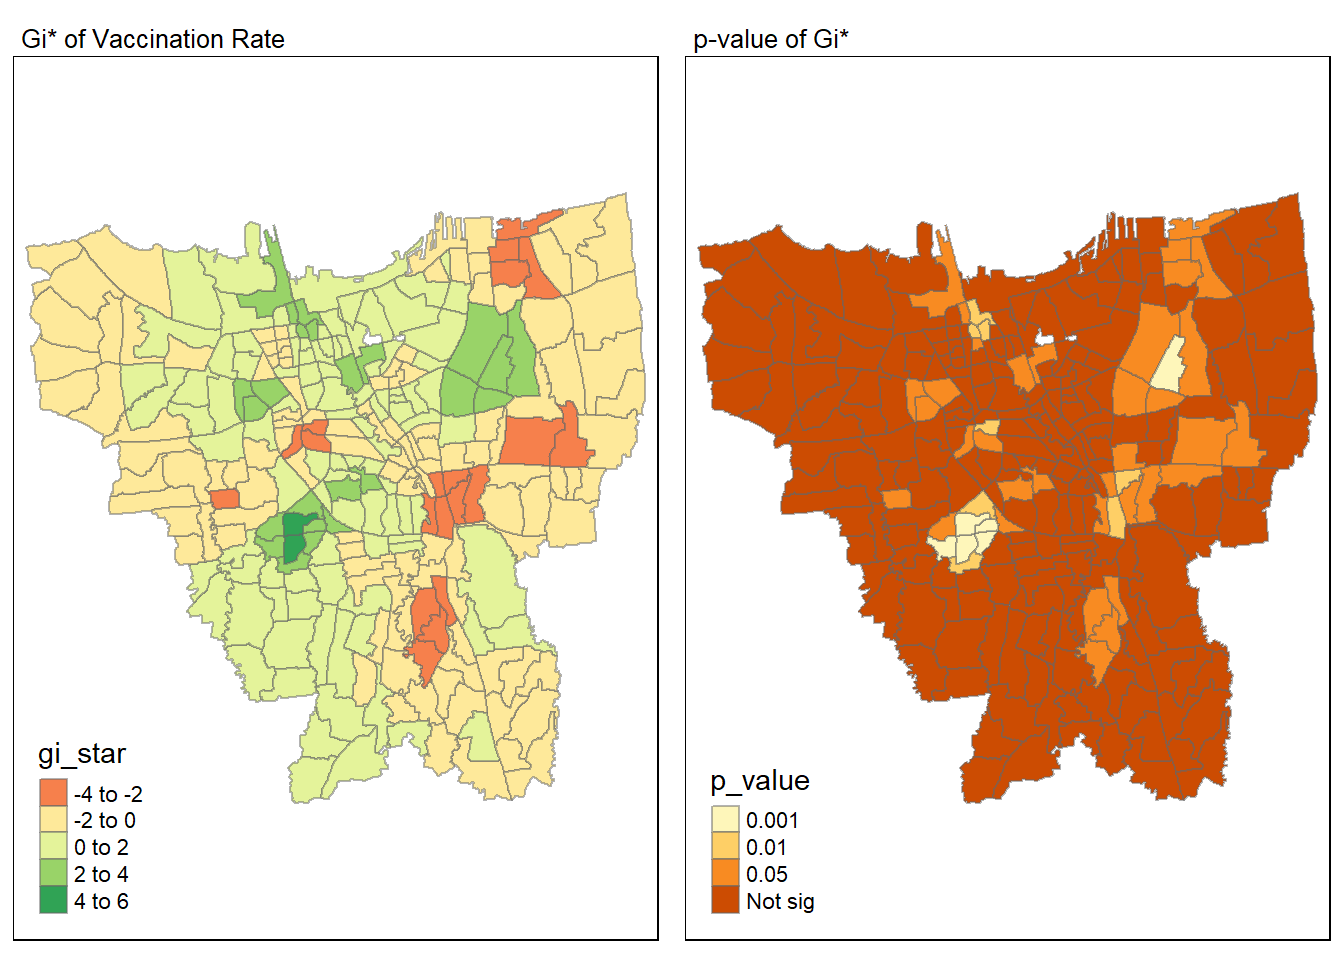 Gi* of Vaccination Rate
gi_star
-4 to -2
-2 to 0
0 to 2
2 to 4
4 to 6
p-value of Gi*
p_value
0.001
0.01
0.05
Not sig